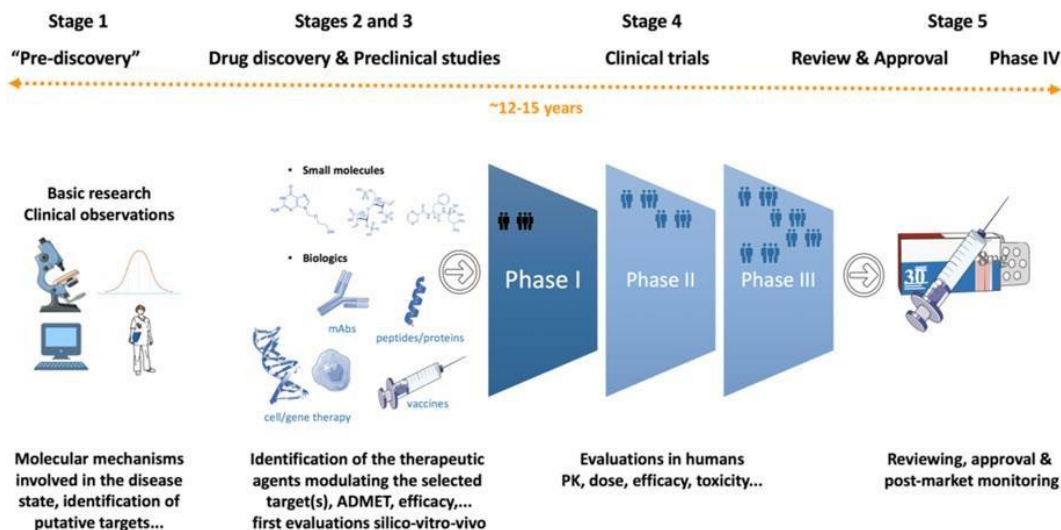 Stage 1
Stages 2 and 3
Stage 4
Stage 5
“Pre-discovery”
Drug discovery & Preclinical studies
Clinical trials
Review & Approval
Phase IV
~12-15 years
Basic research
Clinical observations
• Small molecules
• Biologics
mAbs
peptides/proteins
cell/gene therapy
vaccines
Phase I
Phase II
Phase III
30
Molecular mechanisms
involved in the disease
state, identification of
putative targets...
Identification of the therapeutic
agents modulating the selected
target(s), ADMET, efficacy,...
first evaluations silico-vitro-vivo
Evaluations in humans
PK, dose, efficacy, toxicity...
Reviewing, approval &
post-market monitoring